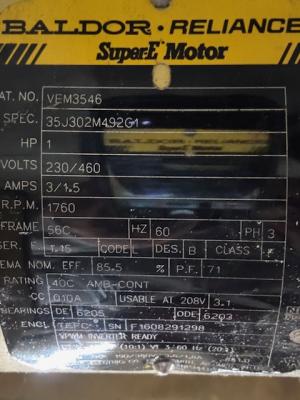 BALDOR · RELIANCE
Super-E Motor
AT. NO. VEM3546
SPEC. 35J302M492G1
HP 1
VOLTS 230/460
AMPS 3/1.5
R.P.M. 1760
FRAME 56C HZ 60 PH 3
SER. F. 1.15 CODE L DES. B CLASS
EMA NOM. EFF. 85.5 % P.F. 71
RATING 40C AMB-CONT
CC 010A USABLE AT 208V 3.1
BEARINGS DE 6205 ODE 6203
ENCL TEFC SN F1608291298
VPWM INVERTER READY